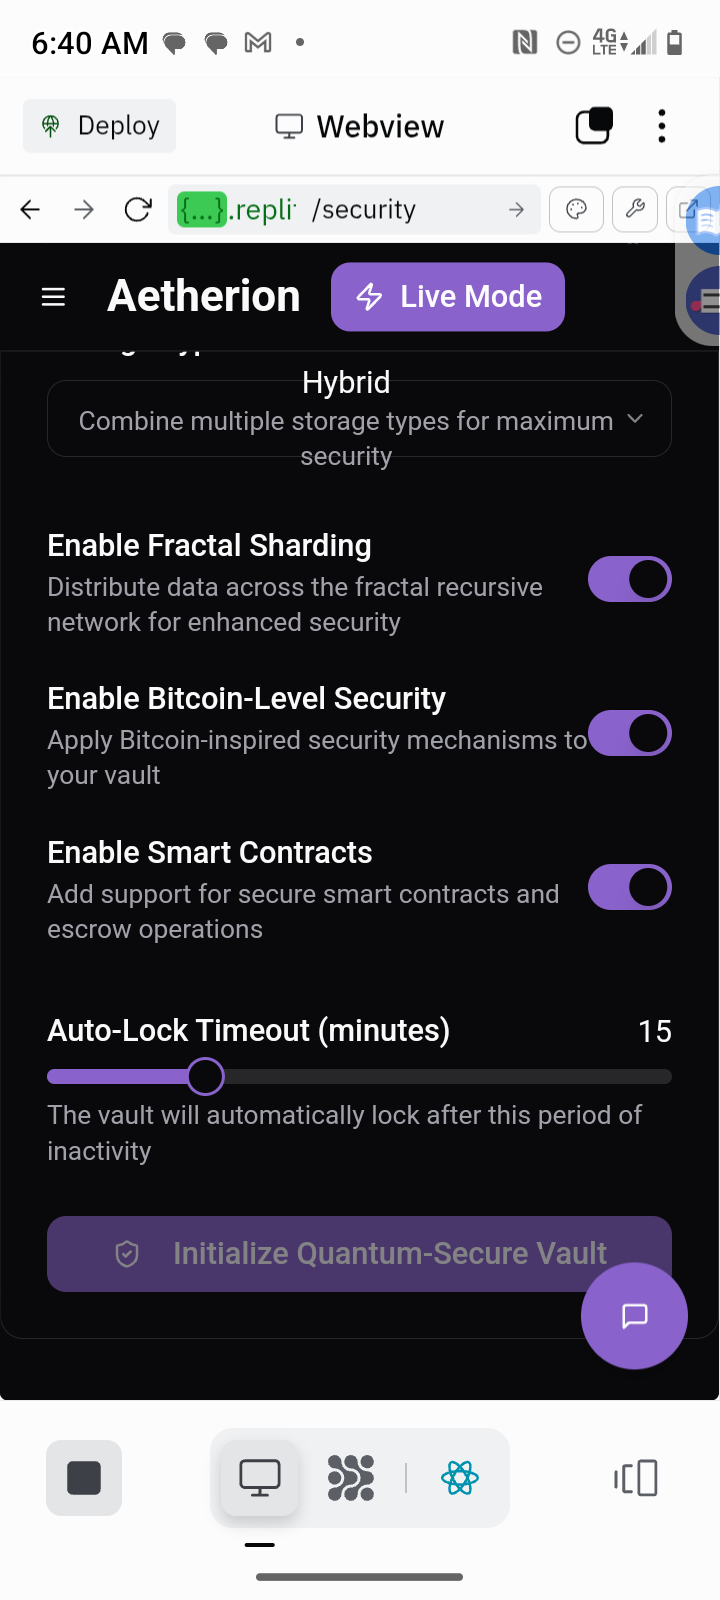 6:40 AM
4G
LTE
Deploy
Webview
{...}.replit
/security
Aetherion
Live Mode
Hybrid
Combine multiple storage types for maximum
security
Enable Fractal Sharding
Distribute data across the fractal recursive
network for enhanced security
Enable Bitcoin-Level Security
Apply Bitcoin-inspired security mechanisms to
your vault
Enable Smart Contracts
Add support for secure smart contracts and
escrow operations
Auto-Lock Timeout (minutes)
15
The vault will automatically lock after this period of
inactivity
Initialize Quantum-Secure Vault